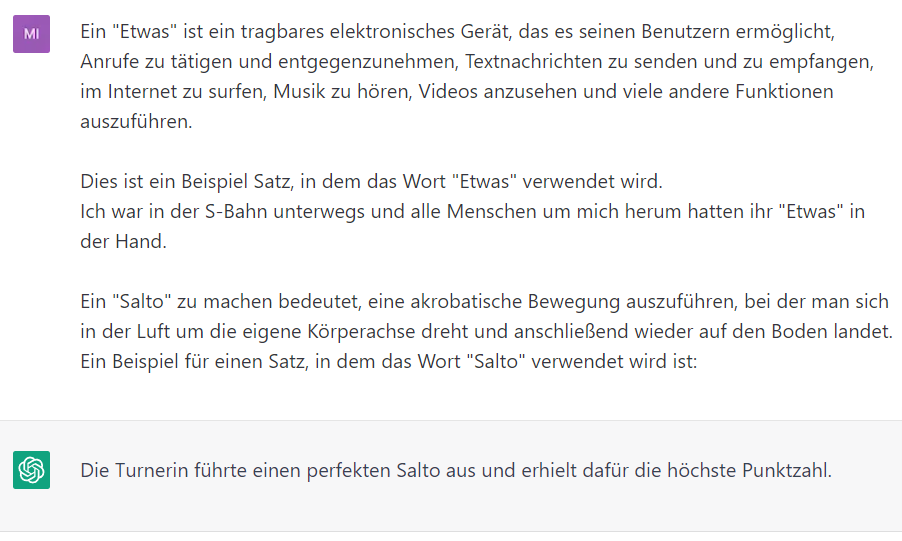 MI
Ein "Etwas" ist ein tragbares elektronisches Gerät, das es seinen Benutzern ermöglicht,
Anrufe zu tätigen und entgegenzunehmen, Textnachrichten zu senden und zu empfangen,
im Internet zu surfen, Musik zu hören, Videos anzusehen und viele andere Funktionen
auszuführen.
Dies ist ein Beispiel Satz, in dem das Wort "Etwas" verwendet wird.
Ich war in der S-Bahn unterwegs und alle Menschen um mich herum hatten ihr "Etwas" in
der Hand.
Ein "Salto" zu machen bedeutet, eine akrobatische Bewegung auszuführen, bei der man sich
in der Luft um die eigene Körperachse dreht und anschließend wieder auf den Boden landet.
Ein Beispiel für einen Satz, in dem das Wort "Salto" verwendet wird ist:
Die Turnerin führte einen perfekten Salto aus und erhielt dafür die höchste Punktzahl.